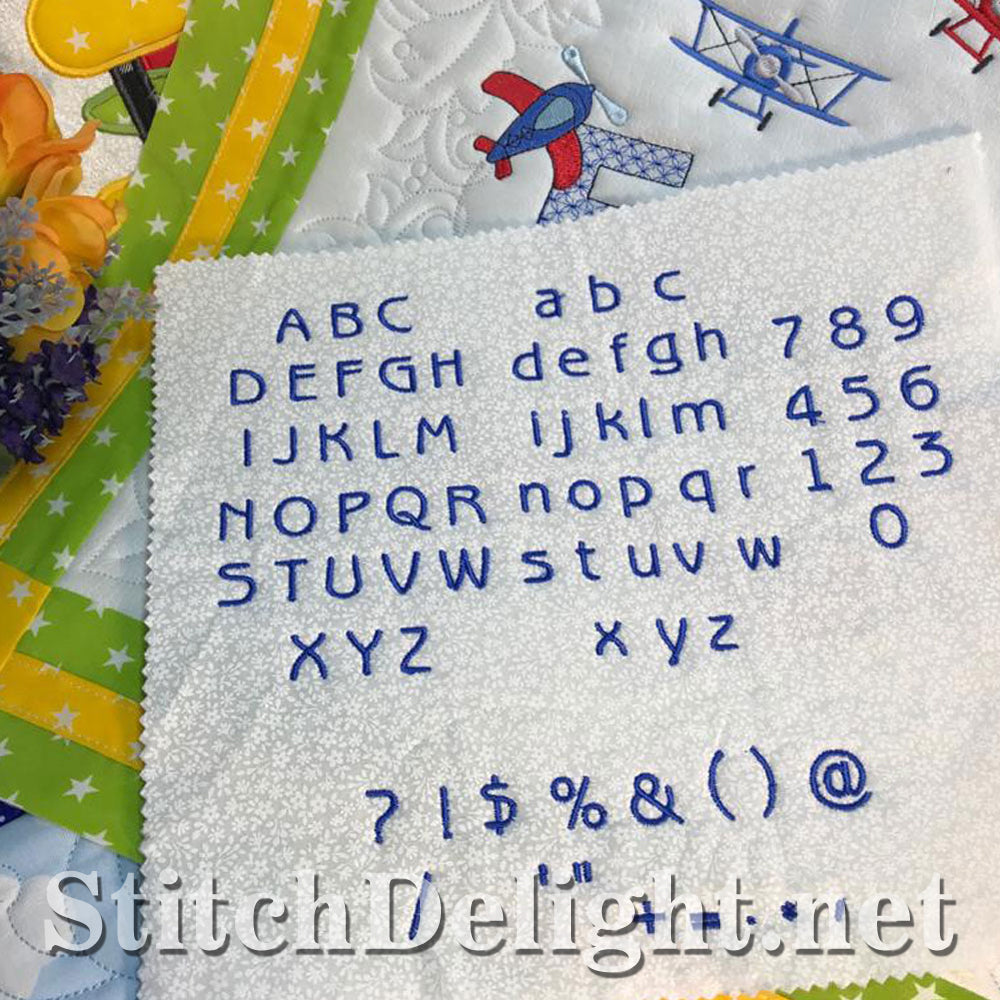 ABC abc
DEFGH defgh 789
IJKLM ijklm 456
NOPQR nopqr 123
STUVW stuvw 0
XYZ xyz
?!$%&()@
/ ' "
StitchDelight.net